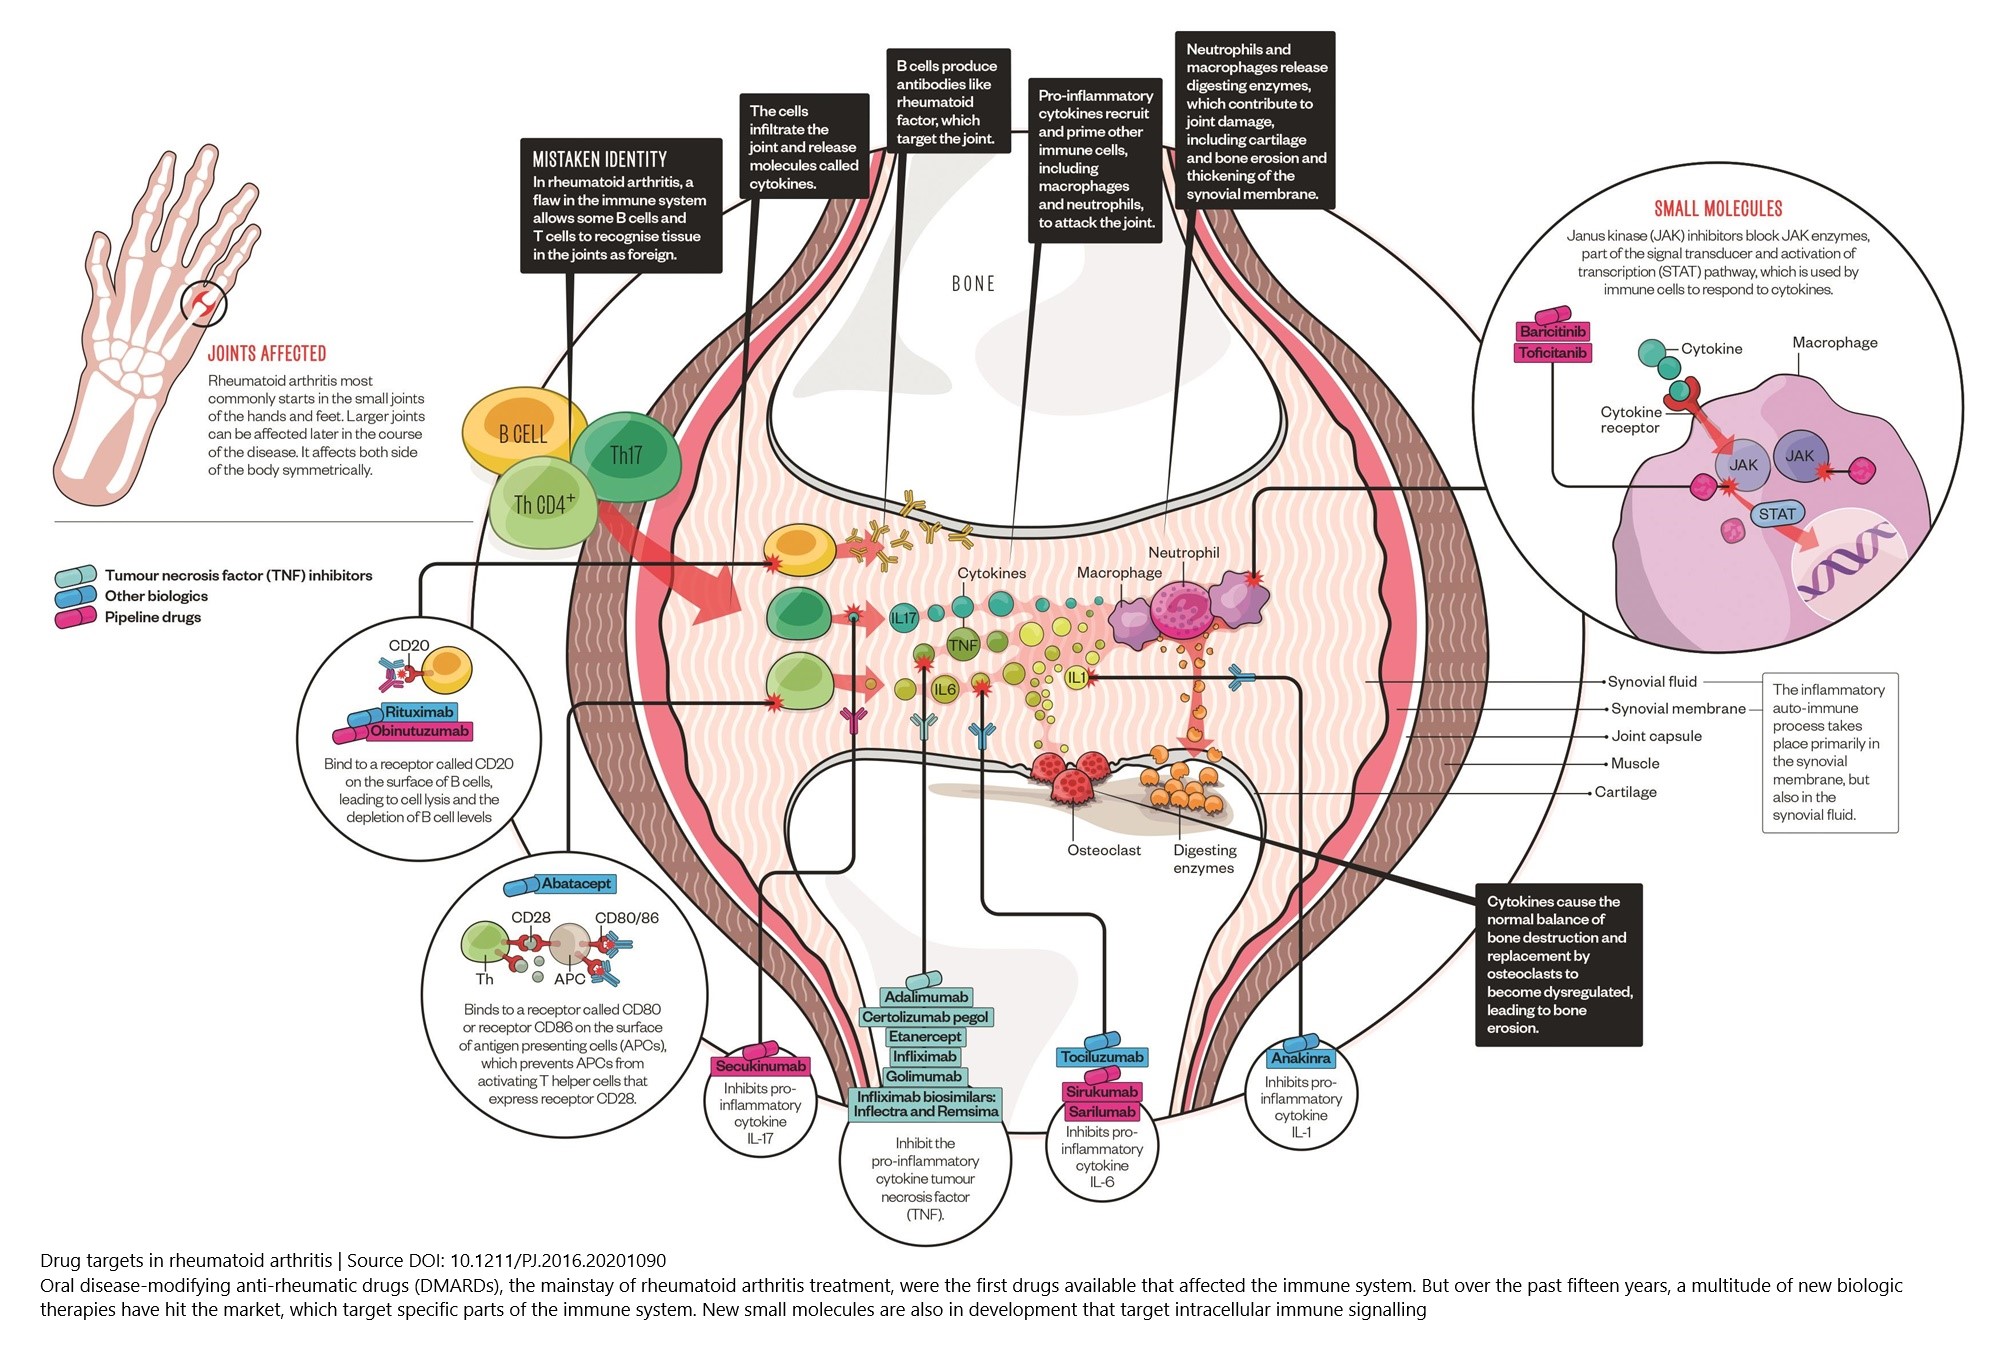 MISTAKEN IDENTITY
In rheumatoid arthritis, a
flaw in the immune system
allows some B cells and
T cells to recognise tissue
in the joints as foreign.
The cells
infiltrate the
joint and release
molecules called
cytokines.
B cells produce
antibodies like
rheumatoid
factor, which
target the joint.
Pro-inflammatory
cytokines recruit
and prime other
immune cells,
including
macrophages
and neutrophils,
to attack the joint.
Neutrophils and
macrophages release
digesting enzymes,
which contribute to
joint damage,
including cartilage
and bone erosion and
thickening of the
synovial membrane.
JOINTS AFFECTED
Rheumatoid arthritis most
commonly starts in the small joints
of the hands and feet. Larger joints
can be affected later in the course
of the disease. It affects both side
of the body symmetrically.
Tumour necrosis factor (TNF) inhibitors
Other biologics
Pipeline drugs
BONE
B CELL
Th17
Th CD4+
SMALL MOLECULES
Janus kinase (JAK) inhibitors block JAK enzymes,
part of the signal transducer and activation of
transcription (STAT) pathway, which is used by
immune cells to respond to cytokines.
Baricitinib
Toficitanib
Cytokine
Macrophage
Cytokine
receptor
JAK
JAK
STAT
Neutrophil
Macrophage
Cytokines
IL17
TNF
IL6
IL1
CD20
Rituximab
Obinutuzumab
Bind to a receptor called CD20
on the surface of B cells,
leading to cell lysis and the
depletion of B cell levels
Synovial fluid
Synovial membrane
Joint capsule
Muscle
Cartilage
The inflammatory
auto-immune
process takes
place primarily in
the synovial
membrane, but
also in the
synovial fluid.
Osteoclast
Digesting
enzymes
Abatacept
CD28
CD80/86
Th
APC
Binds to a receptor called CD80
or receptor CD86 on the surface
of antigen presenting cells (APCs),
which prevents APCs from
activating T helper cells that
express receptor CD28.
Cytokines cause the
normal balance of
bone destruction and
replacement by
osteoclasts to
become dysregulated,
leading to bone
erosion.
Secukinumab
Inhibits pro-
inflammatory
cytokine
IL-17
Adalimumab
Certolizumab pegol
Etanercept
Infliximab
Golimumab
Infliximab biosimilars:
Inflectra and Remsima
Inhibit the
pro-inflammatory
cytokine tumour
necrosis factor
(TNF).
Tociluzumab
Sirukumab
Sarilumab
Inhibits pro-
inflammatory
cytokine
IL-6
Anakinra
Inhibits pro-
inflammatory
cytokine
IL-1
Drug targets in rheumatoid arthritis | Source DOI: 10.1211/PJ.2016.20201090
Oral disease-modifying anti-rheumatic drugs (DMARDs), the mainstay of rheumatoid arthritis treatment, were the first drugs available that affected the immune system. But over the past fifteen years, a multitude of new biologic
therapies have hit the market, which target specific parts of the immune system. New small molecules are also in development that target intracellular immune signalling